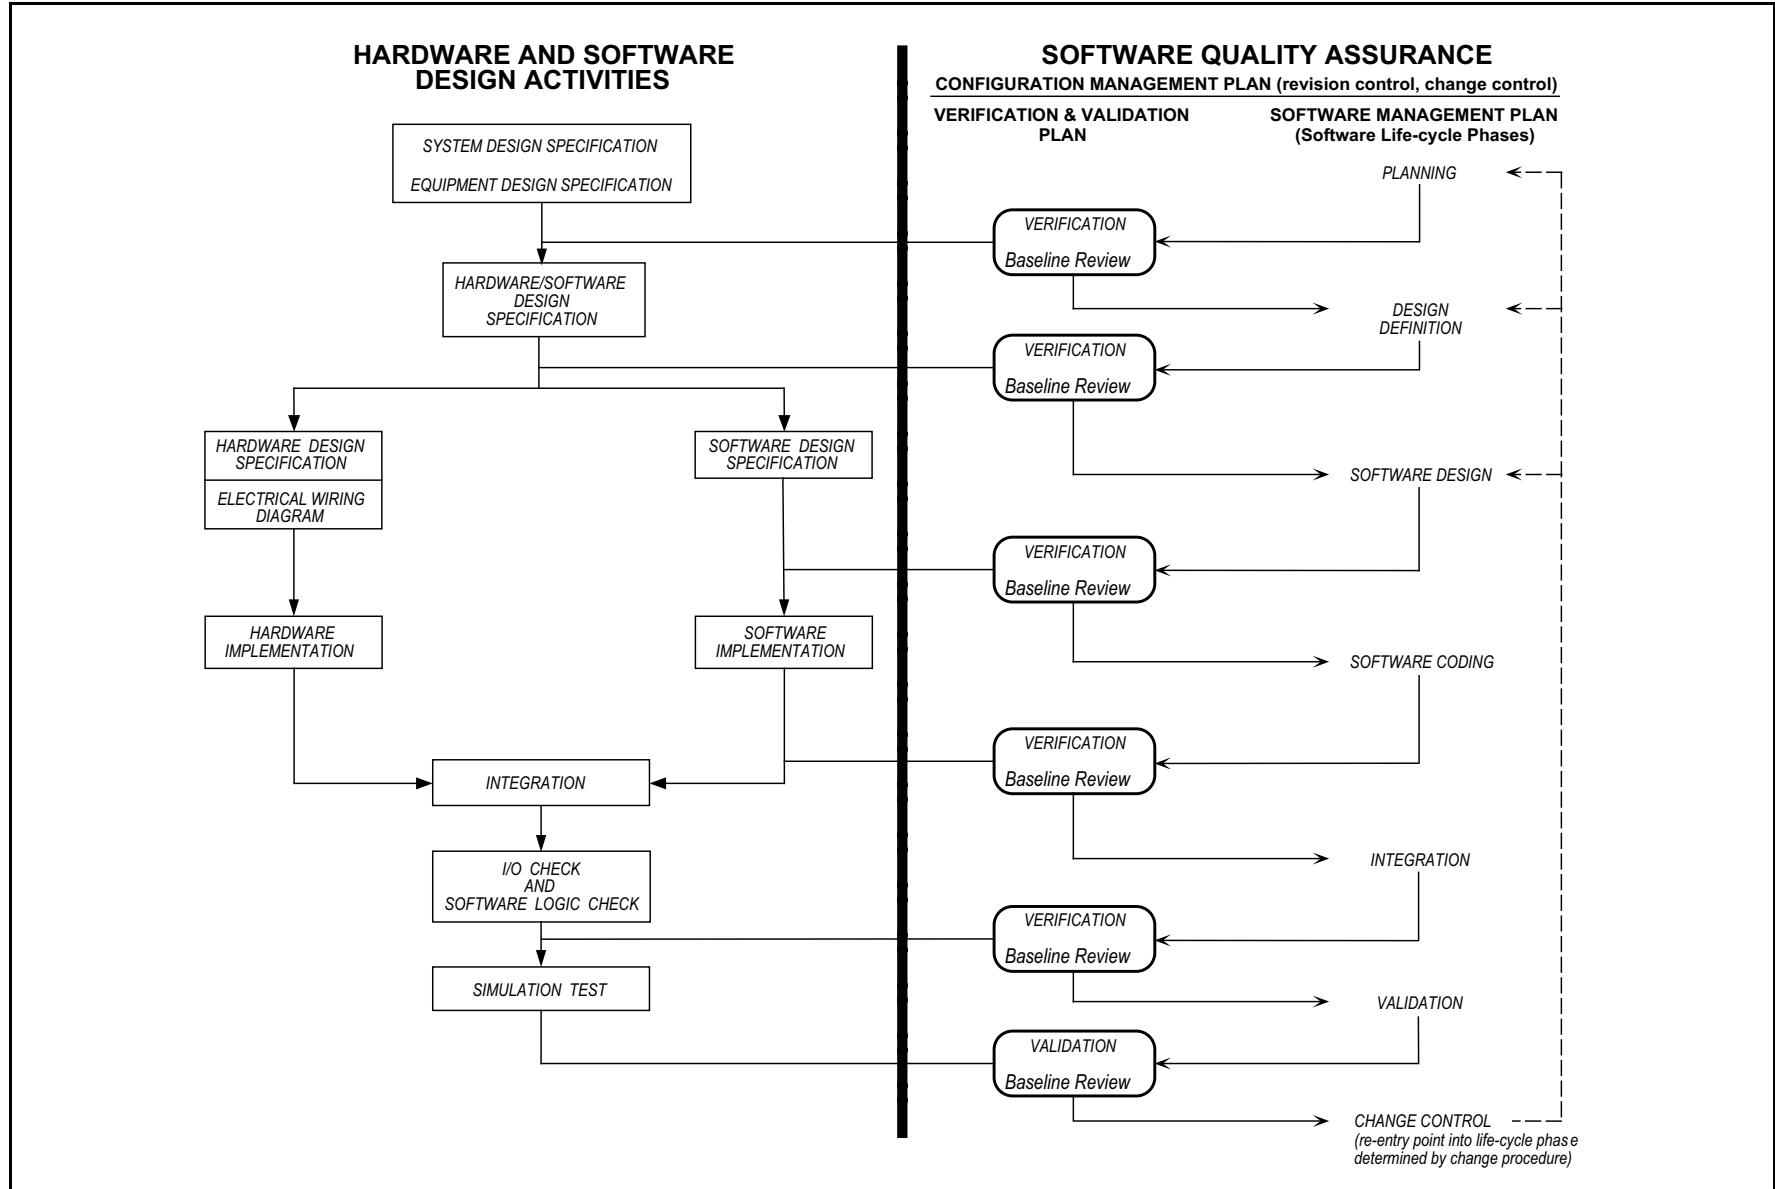 HARDWARE AND SOFTWARE
DESIGN ACTIVITIES
SYSTEM DESIGN SPECIFICATION
EQUIPMENT DESIGN SPECIFICATION
HARDWARE/SOFTWARE
DESIGN
SPECIFICATION
HARDWARE DESIGN
SPECIFICATION
ELECTRICAL WIRING
DIAGRAM
SOFTWARE DESIGN
SPECIFICATION
HARDWARE
IMPLEMENTATION
SOFTWARE
IMPLEMENTATION
INTEGRATION
I/O CHECK
AND
SOFTWARE LOGIC CHECK
SIMULATION TEST
SOFTWARE QUALITY ASSURANCE
CONFIGURATION MANAGEMENT PLAN (revision control, change control)
VERIFICATION & VALIDATION
PLAN
SOFTWARE MANAGEMENT PLAN
(Software Life-cycle Phases)
PLANNING
VERIFICATION
Baseline Review
DESIGN
DEFINITION
VERIFICATION
Baseline Review
SOFTWARE DESIGN
VERIFICATION
Baseline Review
SOFTWARE CODING
VERIFICATION
Baseline Review
INTEGRATION
VERIFICATION
Baseline Review
VALIDATION
VALIDATION
Baseline Review
CHANGE CONTROL
(re-entry point into life-cycle phase
determined by change procedure)